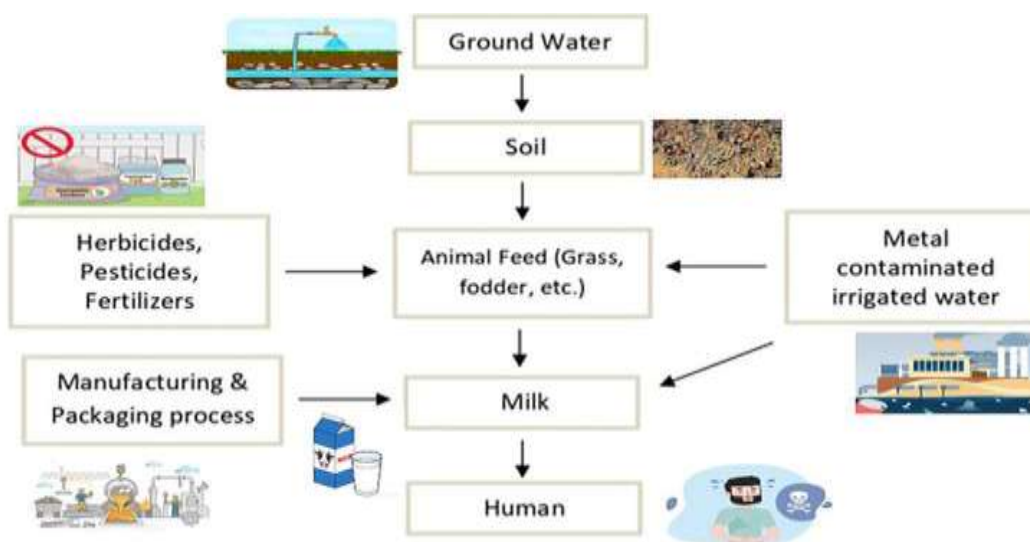 Ground Water
Soil
Herbicides,
Pesticides,
Fertilizers
Animal Feed (Grass,
fodder, etc.)
Metal
contaminated
irrigated water
Manufacturing &
Packaging process
Milk
Human